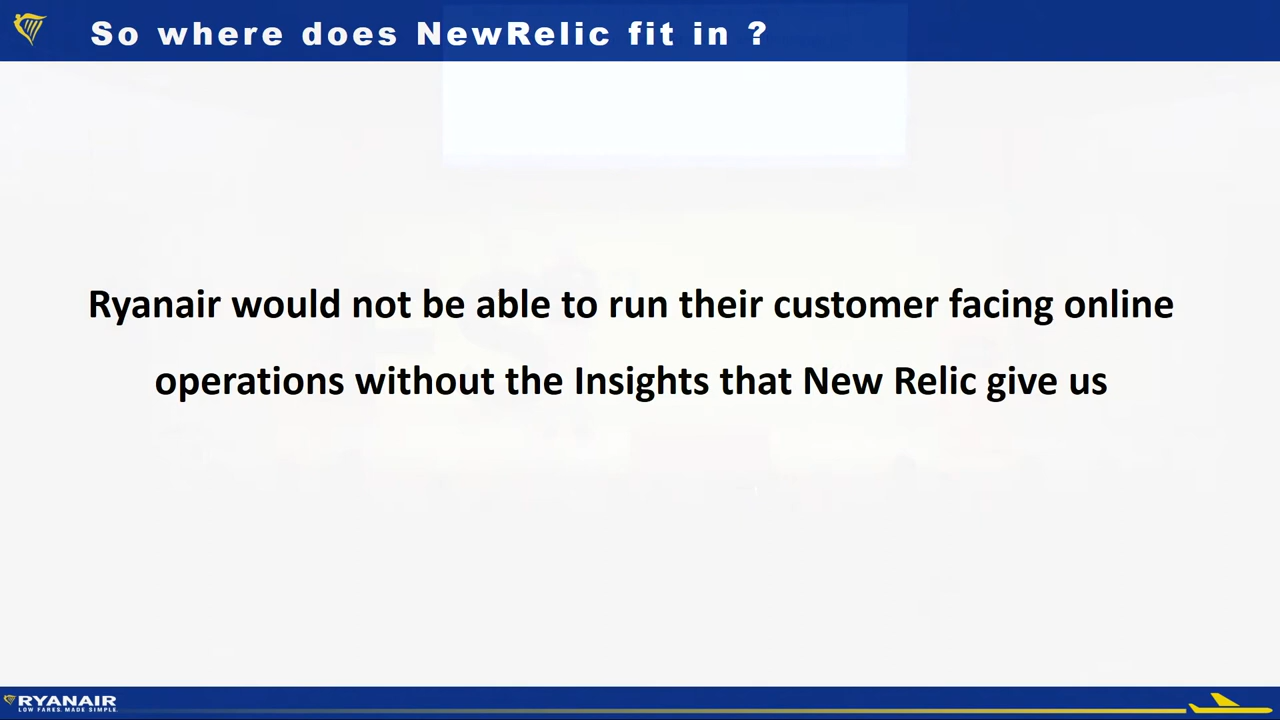 So where does NewRelic fit in ?
Ryanair would not be able to run their customer facing online
operations without the Insights that New Relic give us
RYANAIR
LOW FARES. MADE SIMPLE.